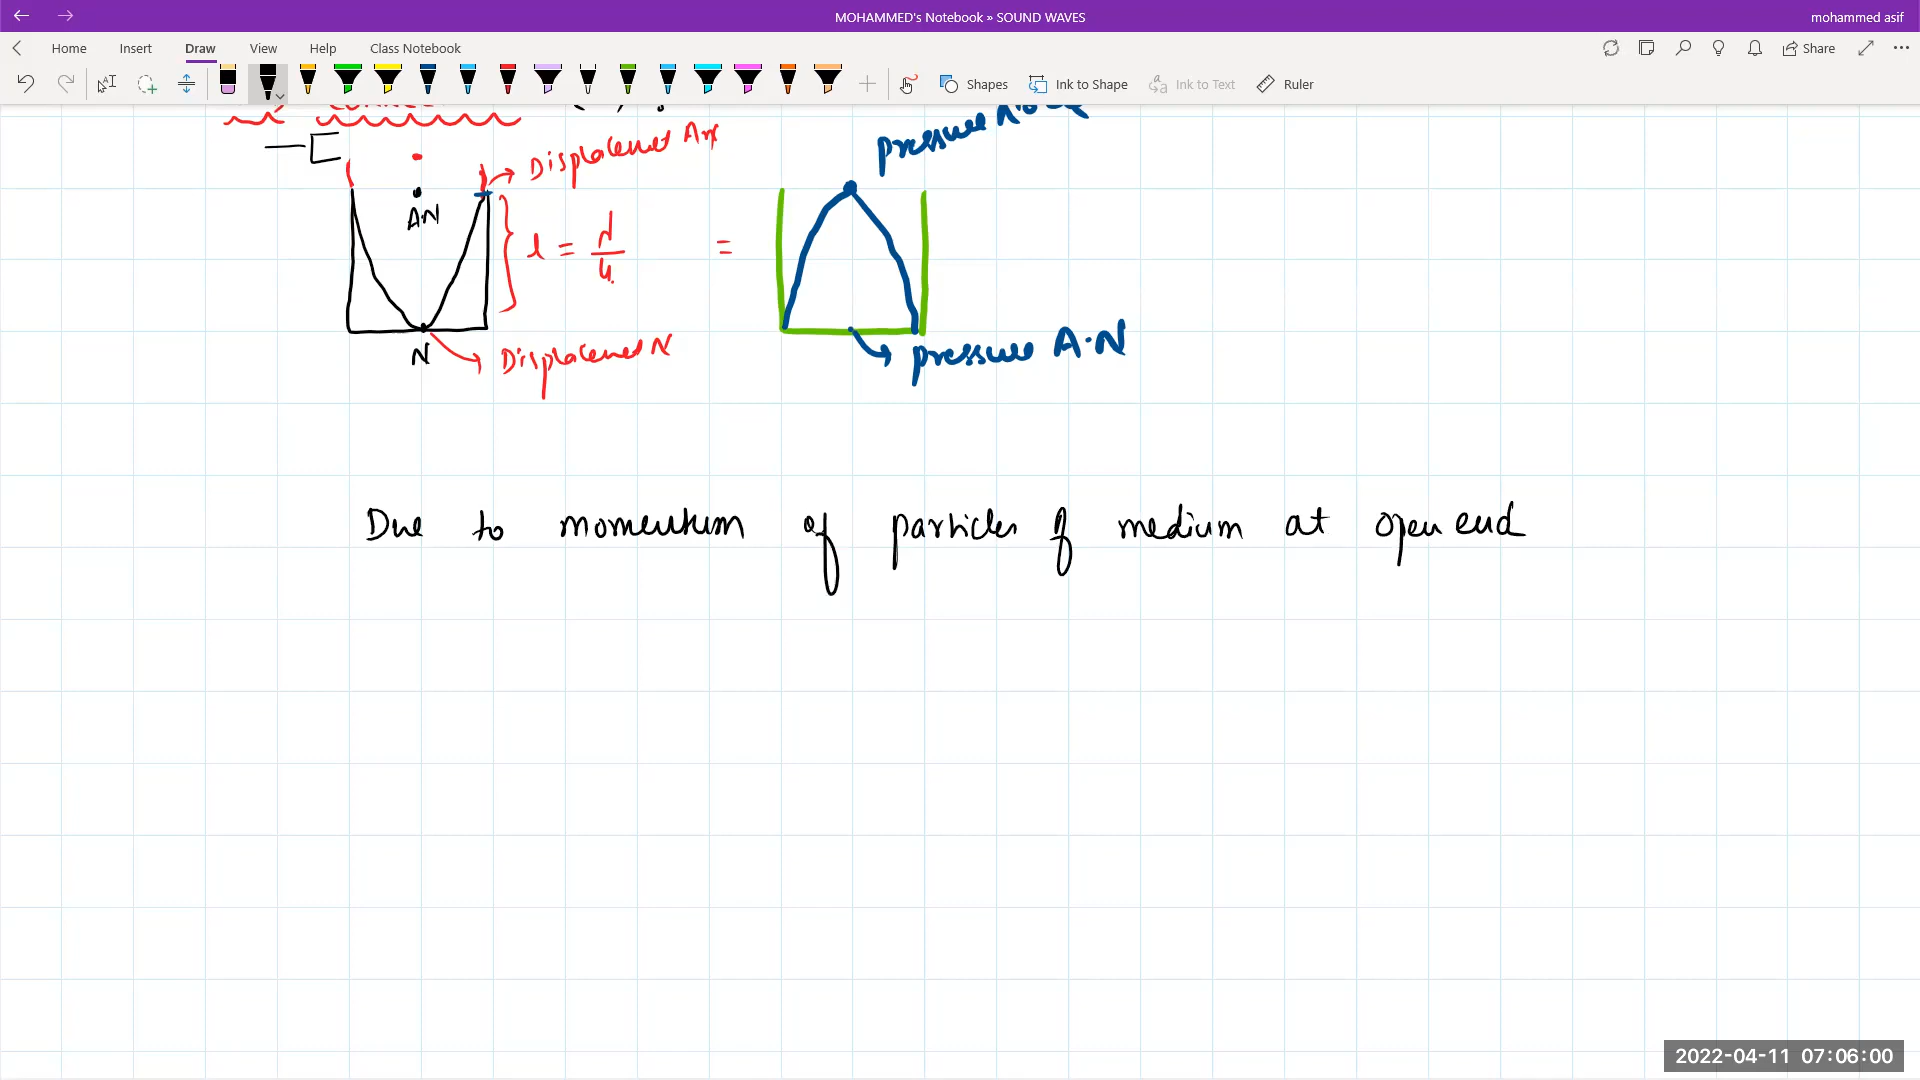 MOHAMMED's Notebook » SOUND WAVES
mohammed asif
Home Insert Draw View Help Class Notebook
Share
Shapes Ink to Shape Ink to Text Ruler
pressure
Displacement AN
AN
l = λ/4
=
N
Displacement N
pressure A.N
Due to momentum of particles of medium at open end
2022-04-11 07:06:00